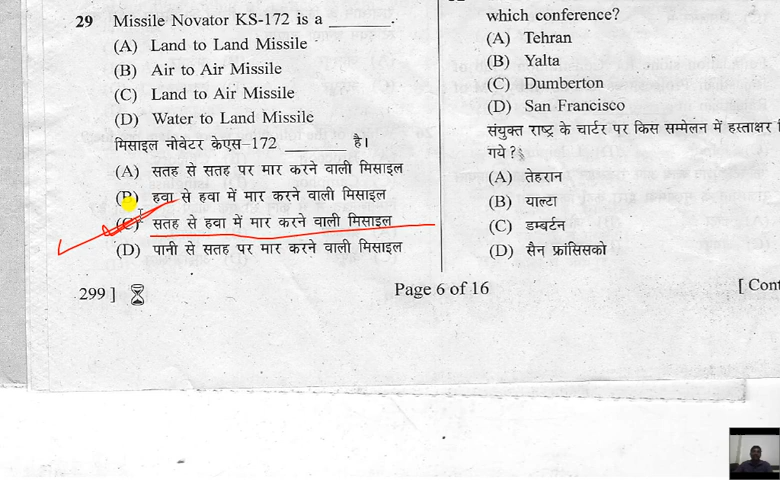 29 Missile Novator KS-172 is a ________.
(A) Land to Land Missile
(B) Air to Air Missile
(C) Land to Air Missile
(D) Water to Land Missile
मिसाइल नोवेटर केएस–172 ________ है।
(A) सतह से सतह पर मार करने वाली मिसाइल
(B) हवा से हवा में मार करने वाली मिसाइल
(C) सतह से हवा में मार करने वाली मिसाइल
(D) पानी से सतह पर मार करने वाली मिसाइल
which conference?
(A) Tehran
(B) Yalta
(C) Dumberton
(D) San Francisco
संयुक्त राष्ट्र के चार्टर पर किस सम्मेलन में हस्ताक्षर
गये ?
(A) तेहरान
(B) याल्टा
(C) डम्बर्टन
(D) सैन फ्रांसिसको
299 ] Page 6 of 16 [ Cont